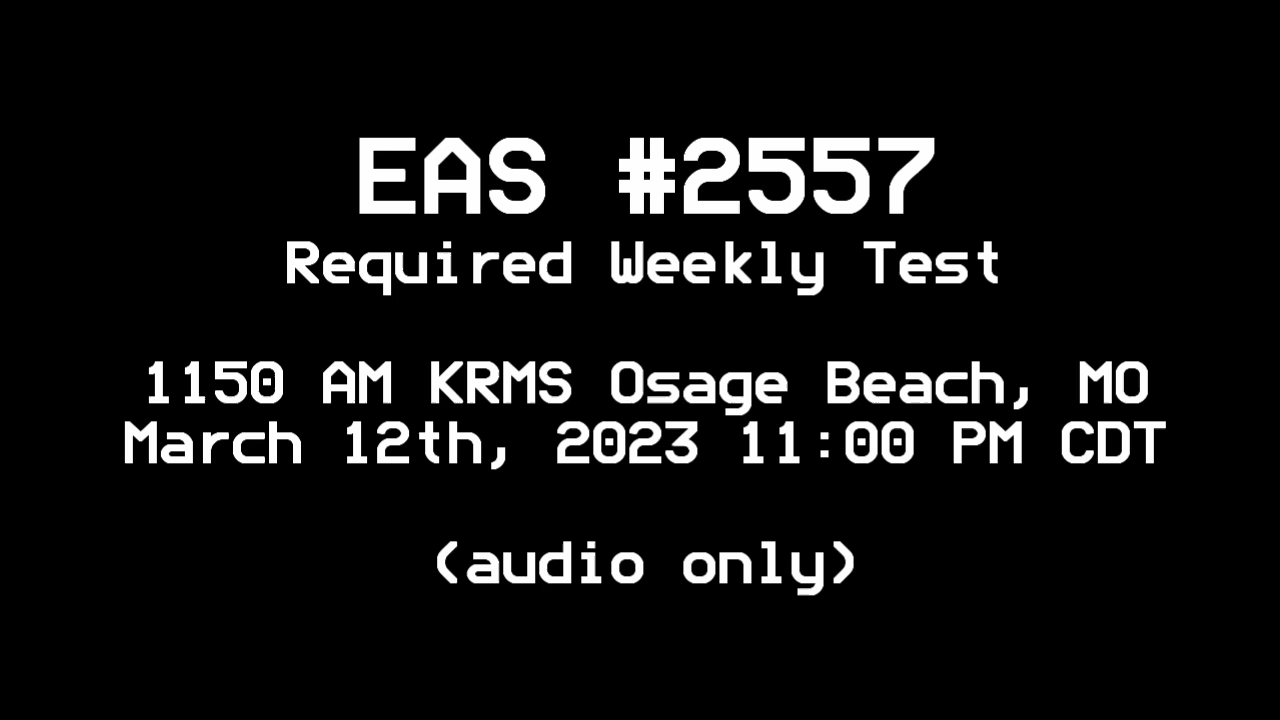 EAS #2557
Required Weekly Test
1150 AM KRMS Osage Beach, MO
March 12th, 2023 11:00 PM CDT
(audio only)